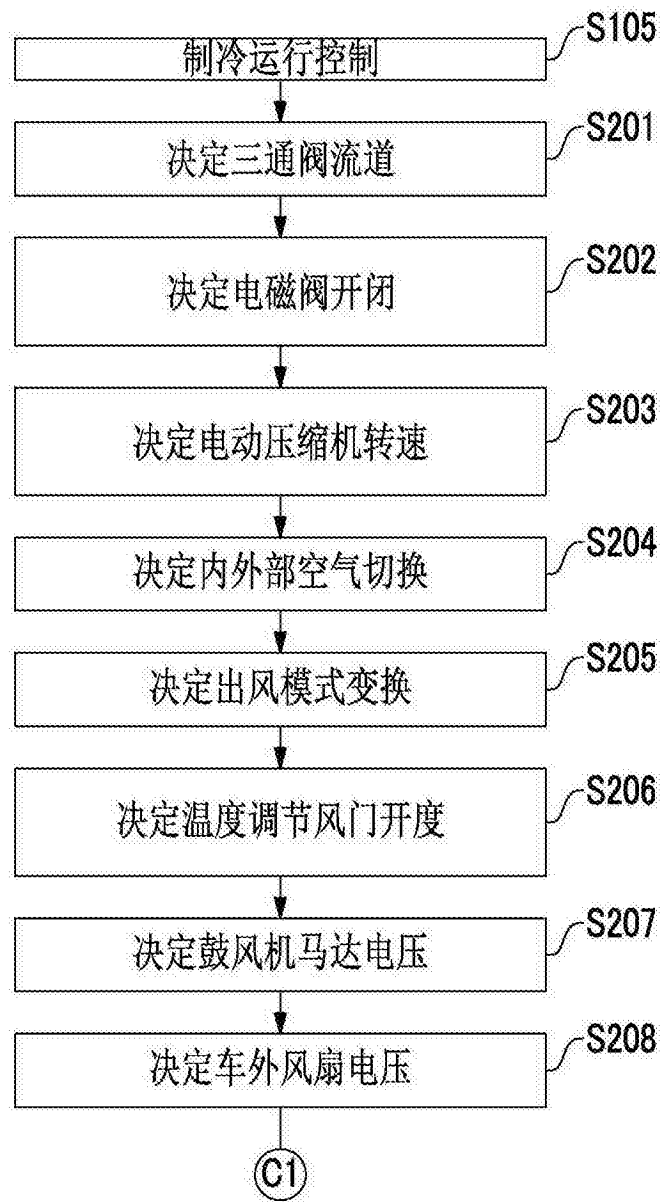 S105
制冷运行控制
S201
决定三通阀流道
S202
决定电磁阀开闭
S203
决定电动压缩机转速
S204
决定内外部空气切换
S205
决定出风模式变换
S206
决定温度调节风门开度
S207
决定鼓风机马达电压
S208
决定车外风扇电压
C1